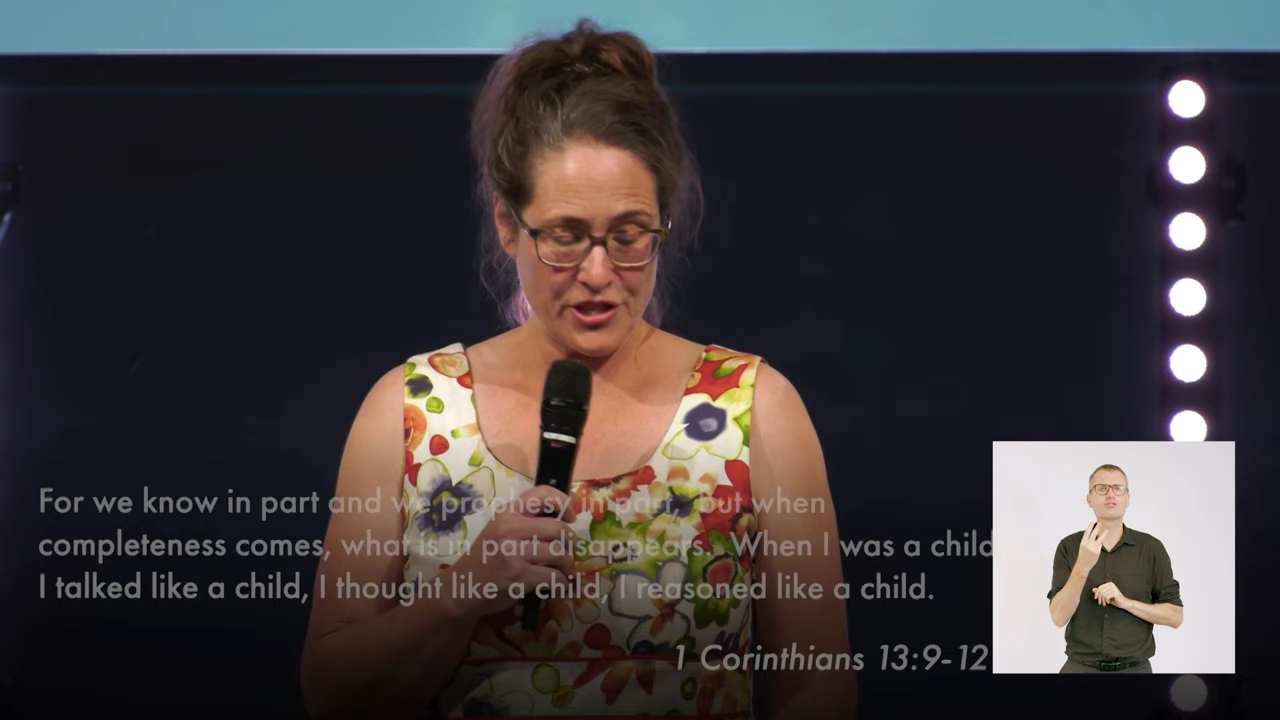 For we know in part and we prophesy in part, but when
completeness comes, what is in part disappears. When I was a child
I talked like a child, I thought like a child, I reasoned like a child.
1 Corinthians 13:9-12